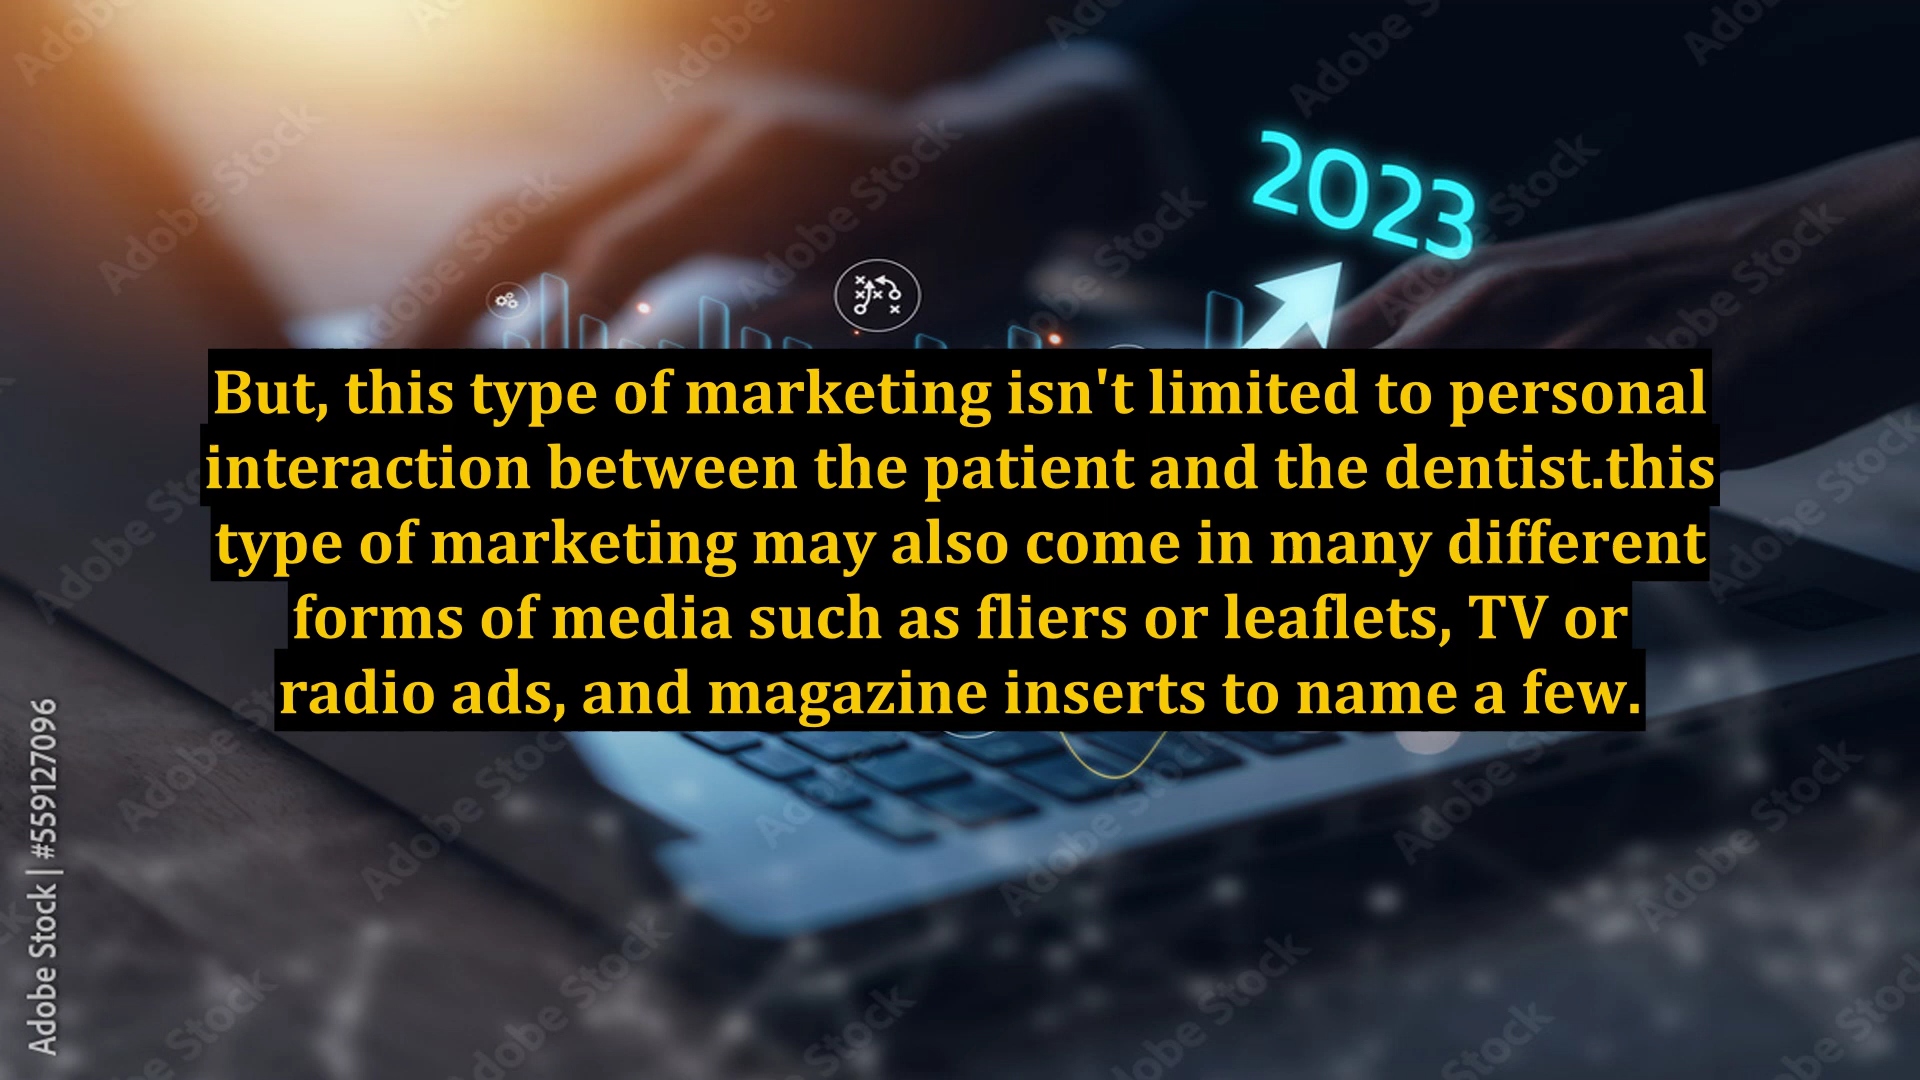 2023
But, this type of marketing isn't limited to personal
interaction between the patient and the dentist.this
type of marketing may also come in many different
forms of media such as fliers or leaflets, TV or
radio ads, and magazine inserts to name a few.
Adobe Stock | #559127096
Adobe Stock